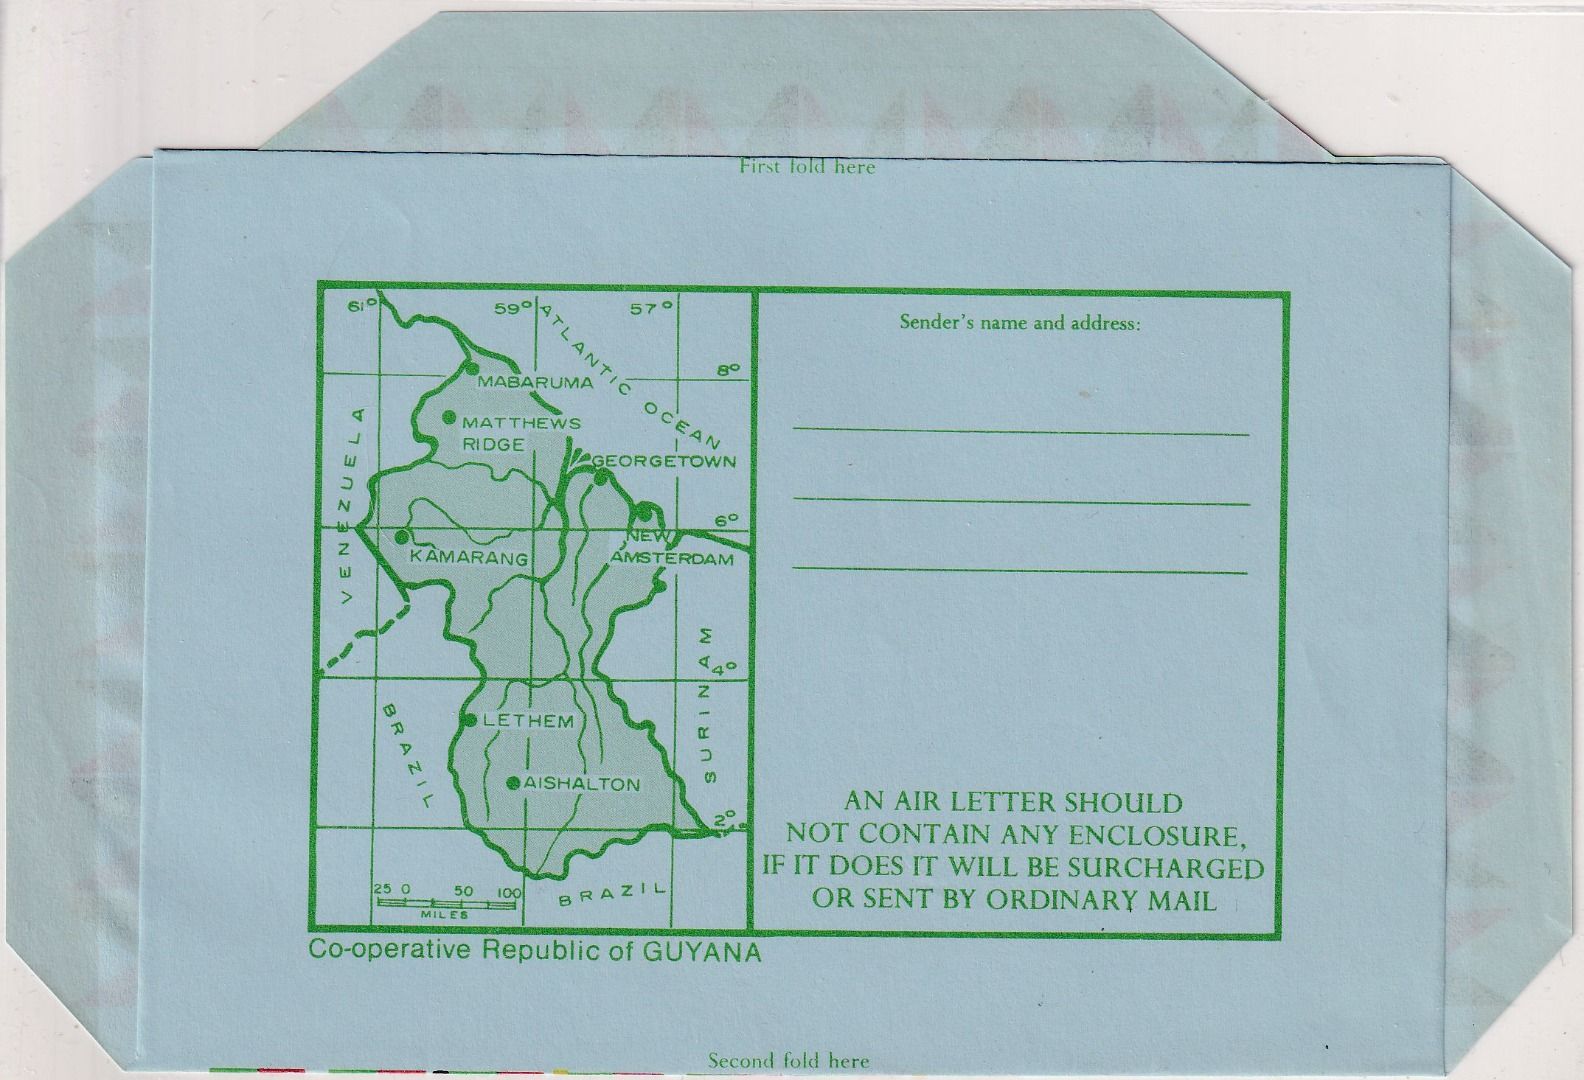 First fold here
61°
59°
57°
ATLANTIC OCEAN
8°
MABARUMA
MATTHEWS
RIDGE
GEORGETOWN
VENEZUELA
6°
NEW
AMSTERDAM
KAMARANG
SURINAM
4°
BRAZIL
LETHEM
AISHALTON
2°
25 0 50 100
MILES
BRAZIL
Co-operative Republic of GUYANA
Sender's name and address:
AN AIR LETTER SHOULD
NOT CONTAIN ANY ENCLOSURE,
IF IT DOES IT WILL BE SURCHARGED
OR SENT BY ORDINARY MAIL
Second fold here